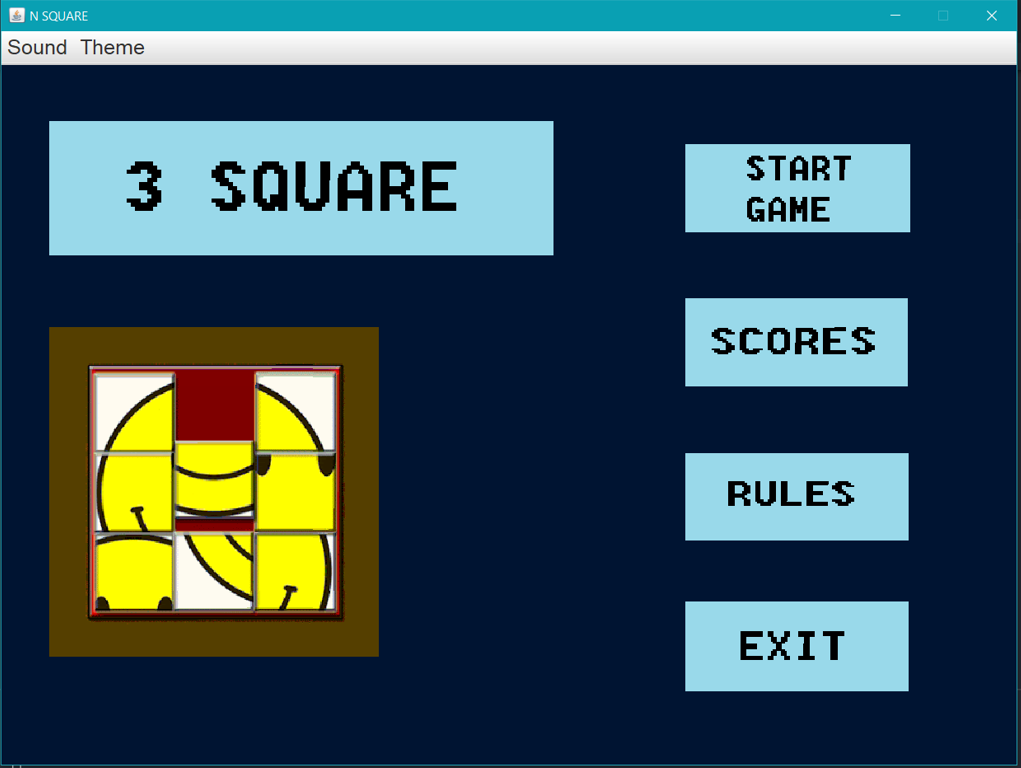 N SQUARE
Sound Theme
3 SQUARE
START
GAME
SCORES
RULES
EXIT